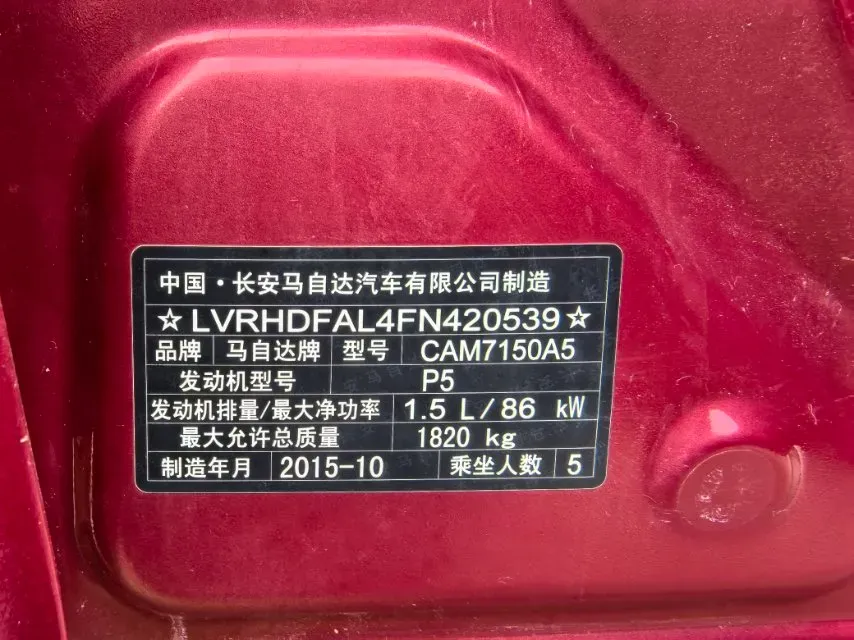 中国·长安马自达汽车有限公司制造
☆LVRHDFAL4FN420539☆
品牌 马自达牌 型号 CAM7150A5
发动机型号 P5
发动机排量/最大净功率 1.5 L/86 kW
最大允许总质量 1820 kg
制造年月 2015-10 乘坐人数 5